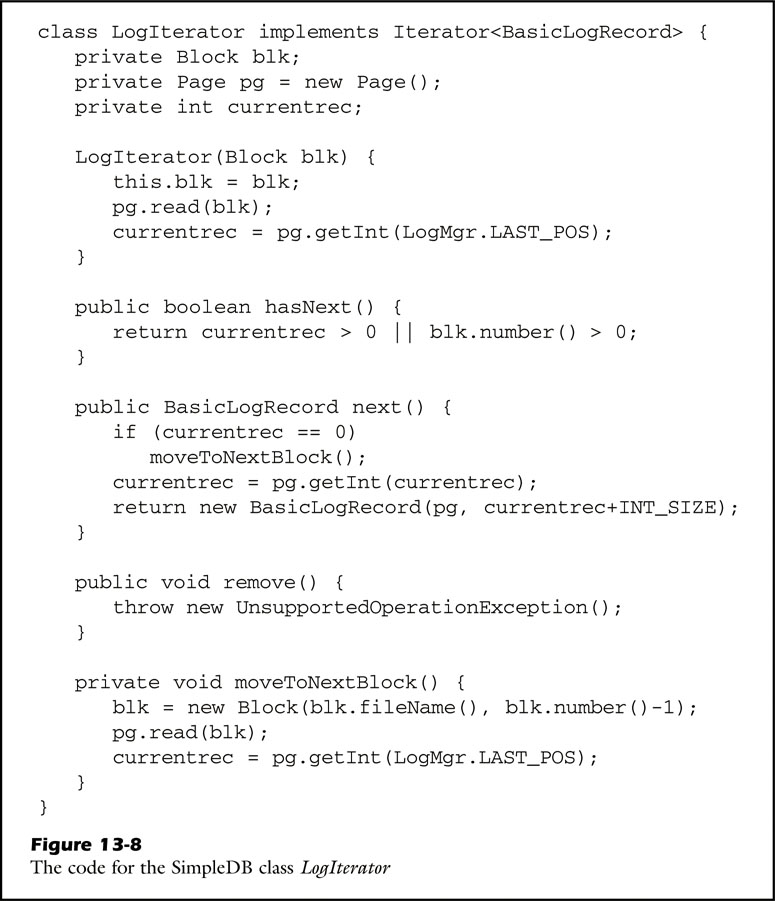 class LogIterator implements Iterator<BasicLogRecord> {
   private Block blk;
   private Page pg = new Page();
   private int currentrec;

   LogIterator(Block blk) {
      this.blk = blk;
      pg.read(blk);
      currentrec = pg.getInt(LogMgr.LAST_POS);
   }

   public boolean hasNext() {
      return currentrec > 0 || blk.number() > 0;
   }

   public BasicLogRecord next() {
      if (currentrec == 0)
         moveToNextBlock();
      currentrec = pg.getInt(currentrec);
      return new BasicLogRecord(pg, currentrec+INT_SIZE);
   }

   public void remove() {
      throw new UnsupportedOperationException();
   }

   private void moveToNextBlock() {
      blk = new Block(blk.fileName(), blk.number()-1);
      pg.read(blk);
      currentrec = pg.getInt(LogMgr.LAST_POS);
   }
}
Figure 13-8
The code for the SimpleDB class LogIterator